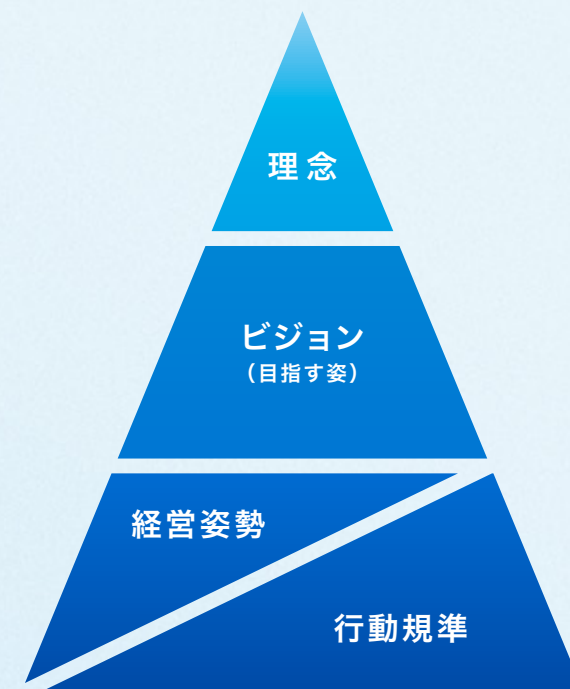 理念
ビジョン
(目指す姿)
経営姿勢
行動規準